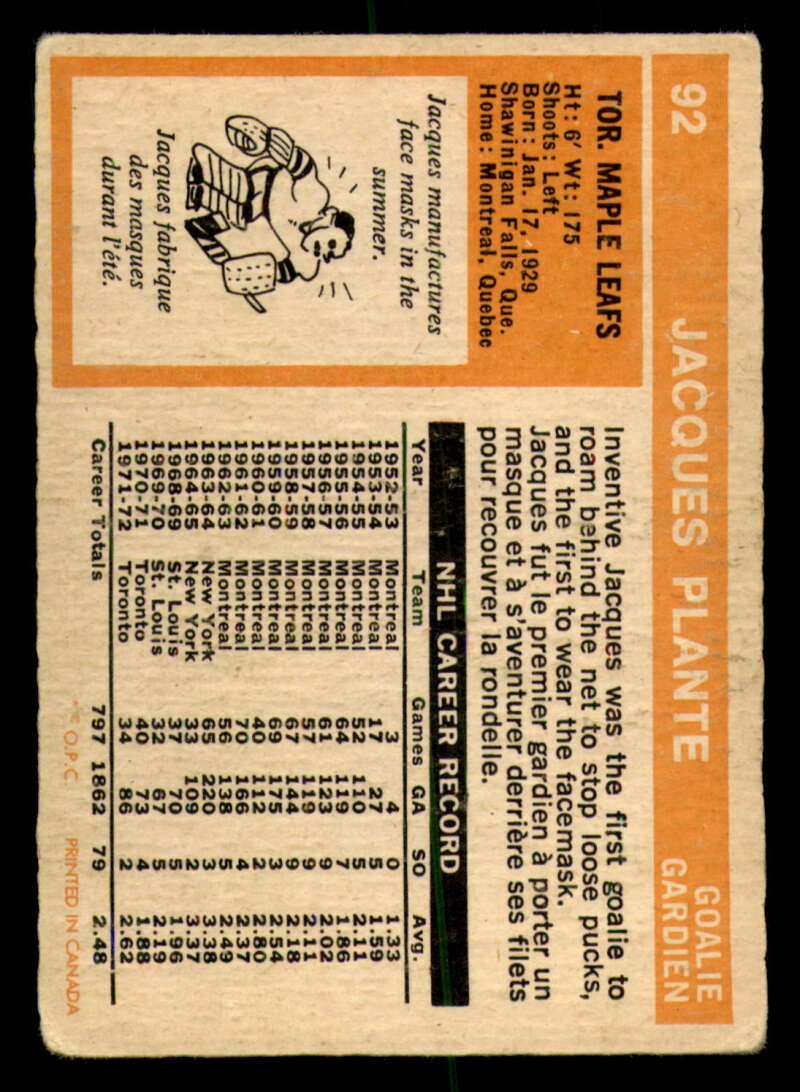 92 JACQUES PLANTE GOALIE
GARDIEN
TOR. MAPLE LEAFS
Ht: 6' Wt: 175
Shoots: Left
Born: Jan. 17, 1929
Shawinigan Falls, Que.
Home: Montreal, Quebec
Jacques manufactures
face masks in the
summer.
Jacques fabrique
des masques
durant l'été.
Inventive Jacques was the first goalie to
roam behind the net to stop loose pucks,
and the first to wear the facemask.
Jacques fut le premier gardien à porter un
masque et à s'aventurer derrière ses filets
pour recouvrer la rondelle.
NHL CAREER RECORD
Year Team Games GA SO Avg.
1952-53 Montreal 3 4 0 1.33
1953-54 Montreal 17 27 5 1.59
1954-55 Montreal 52 110 5 2.11
1955-56 Montreal 64 119 7 1.86
1956-57 Montreal 61 123 9 2.02
1957-58 Montreal 57 119 9 2.11
1958-59 Montreal 67 144 9 2.18
1959-60 Montreal 69 175 3 2.54
1960-61 Montreal 40 112 2 2.80
1961-62 Montreal 70 166 4 2.37
1962-63 Montreal 56 138 5 2.49
1963-64 New York 65 220 3 3.38
1964-65 New York 33 109 2 3.37
1968-69 St. Louis 37 70 5 1.96
1969-70 St. Louis 32 67 5 2.19
1970-71 Toronto 40 73 4 1.88
1971-72 Toronto 34 86 2 2.62
Career Totals 797 1862 79 2.48
O.P.C. PRINTED IN CANADA